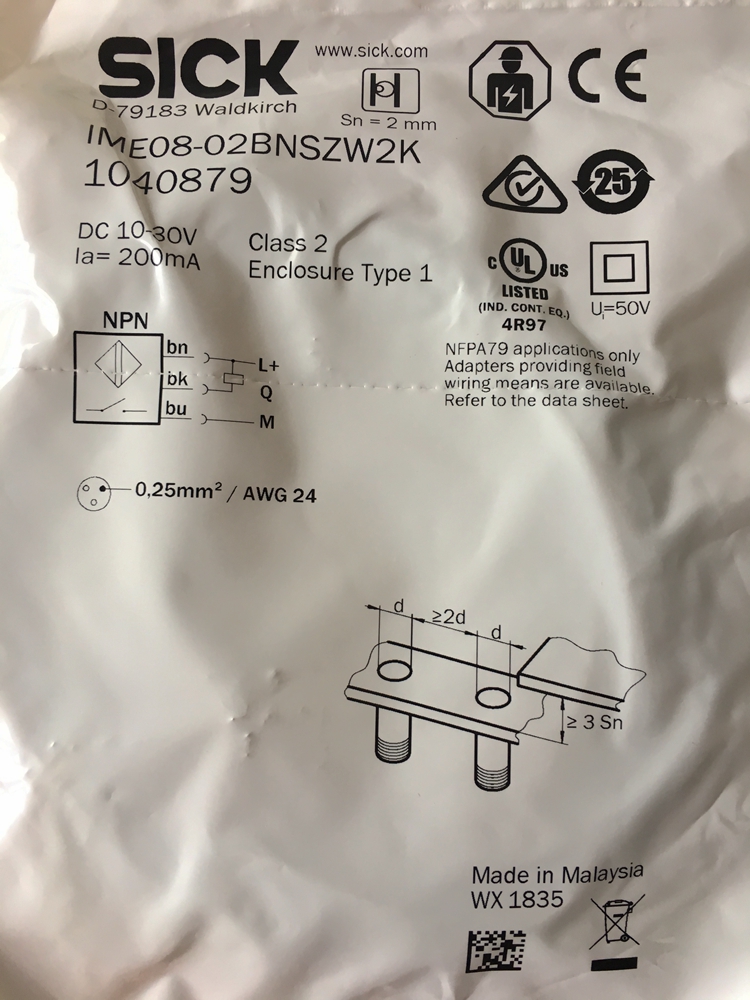 SICK
www.sick.com
D-79183 Waldkirch
Sn = 2 mm
CE
IME08-02BNSZW2K
1040879
25
DC 10-30V
Ia= 200mA
Class 2
Enclosure Type 1
C UL US
LISTED
(IND. CONT. EQ.)
4R97
Ui=50V
NFPA79 applications only
Adapters providing field
wiring means are available.
Refer to the data sheet.
NPN
bn
L+
bk
Q
bu
M
0,25mm² / AWG 24
d
≥2d
d
≥ 3 Sn
Made in Malaysia
WX 1835